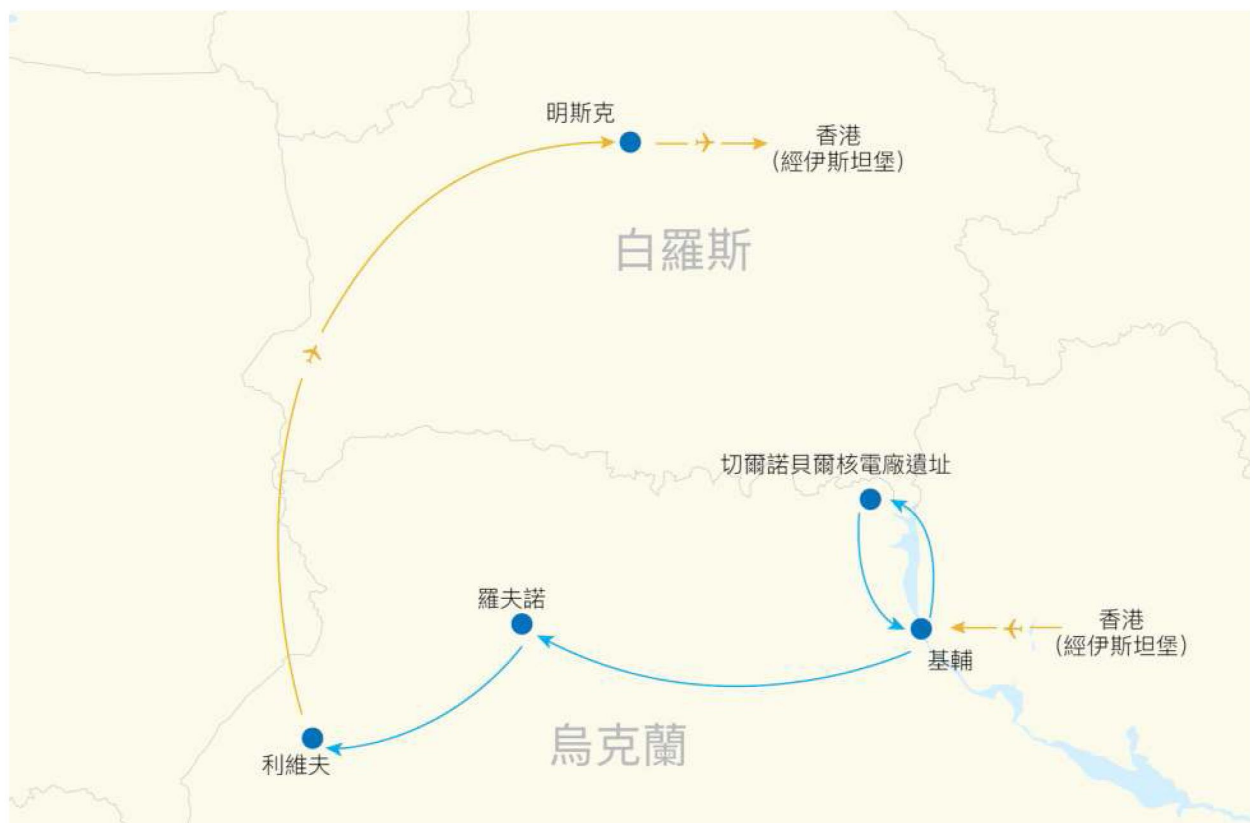 明斯克
香港
(經伊斯坦堡)
白羅斯
切爾諾貝爾核電廠遺址
羅夫諾
香港
(經伊斯坦堡)
基輔
烏克蘭
利維夫